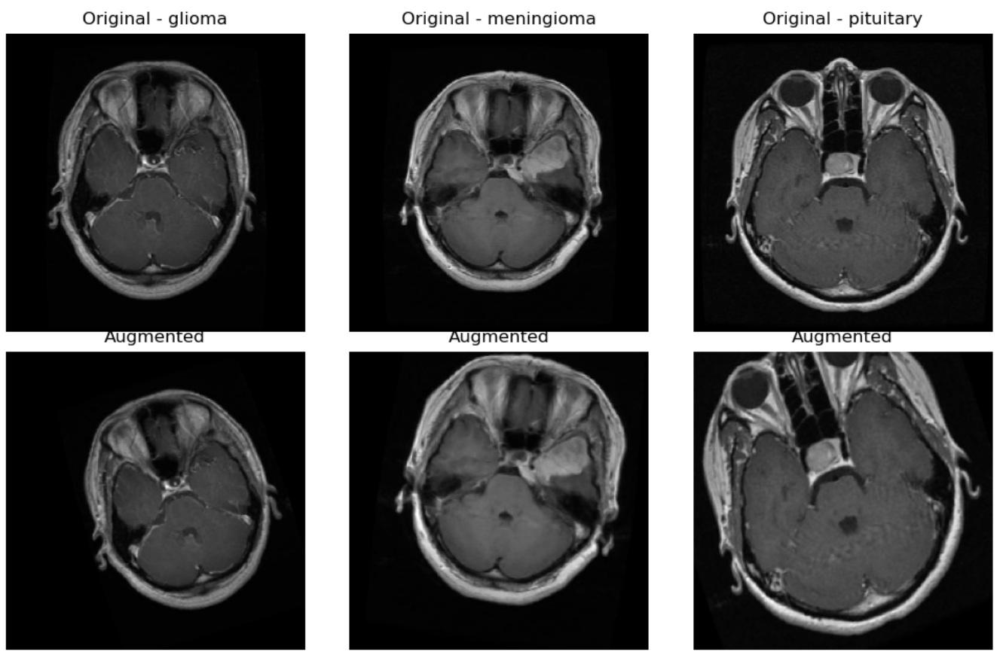 Original - glioma
Original - meningioma
Original - pituitary
Augmented
Augmented
Augmented